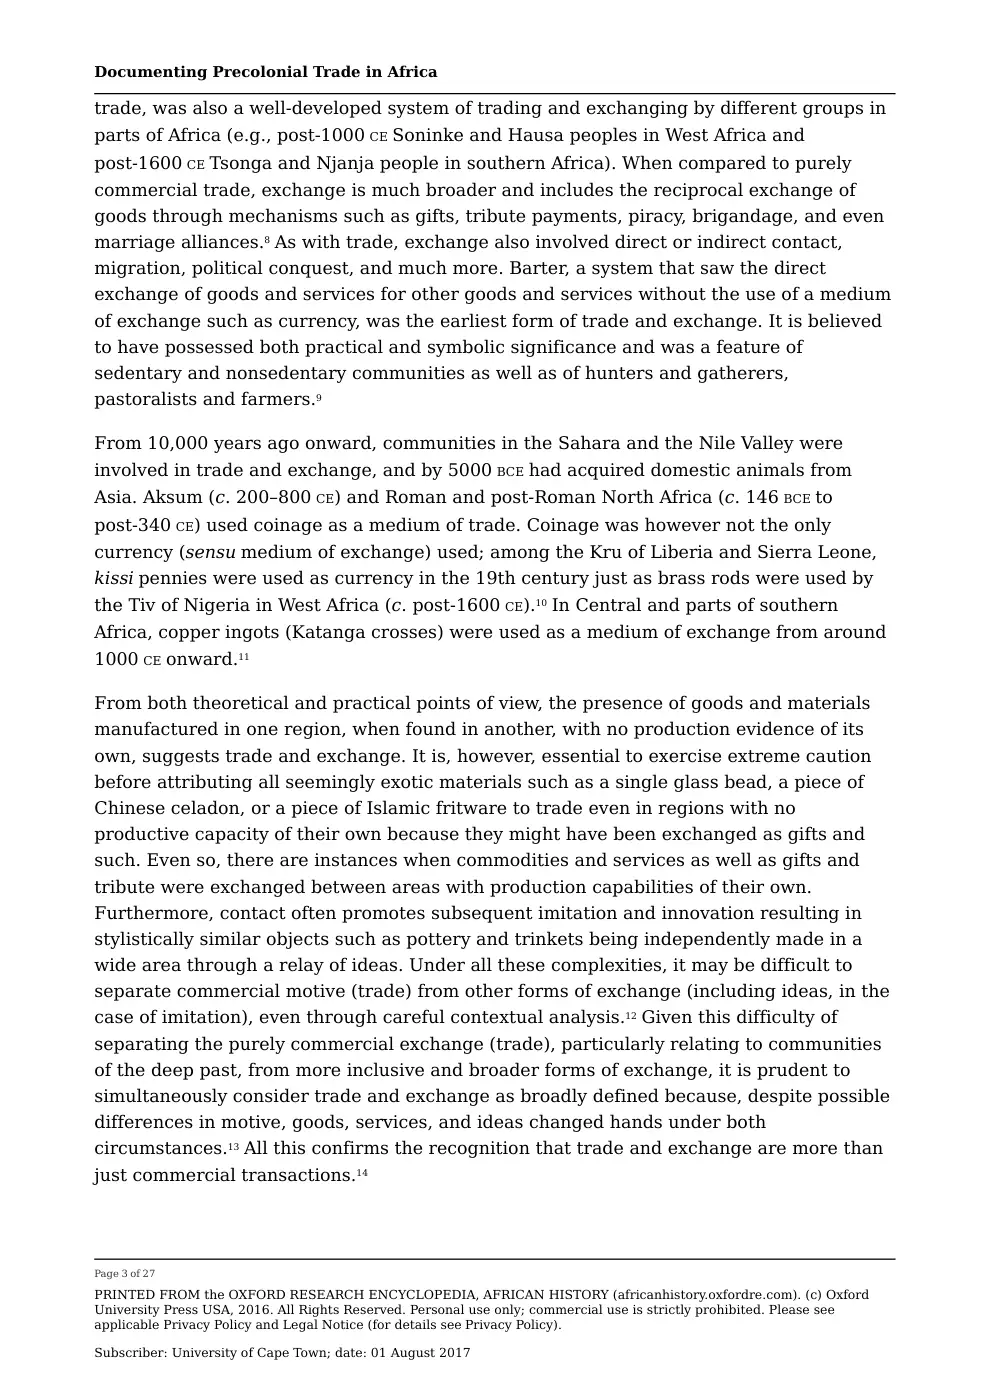 Documenting Precolonial Trade in Africa
trade, was also a well-developed system of trading and exchanging by different groups in
parts of Africa (e.g., post-1000 CE Soninke and Hausa peoples in West Africa and
post-1600 CE Tsonga and Njanja people in southern Africa). When compared to purely
commercial trade, exchange is much broader and includes the reciprocal exchange of
goods through mechanisms such as gifts, tribute payments, piracy, brigandage, and even
marriage alliances.8 As with trade, exchange also involved direct or indirect contact,
migration, political conquest, and much more. Barter, a system that saw the direct
exchange of goods and services for other goods and services without the use of a medium
of exchange such as currency, was the earliest form of trade and exchange. It is believed
to have possessed both practical and symbolic significance and was a feature of
sedentary and nonsedentary communities as well as of hunters and gatherers,
pastoralists and farmers.9
From 10,000 years ago onward, communities in the Sahara and the Nile Valley were
involved in trade and exchange, and by 5000 BCE had acquired domestic animals from
Asia. Aksum (c. 200–800 CE) and Roman and post-Roman North Africa (c. 146 BCE to
post-340 CE) used coinage as a medium of trade. Coinage was however not the only
currency (sensu medium of exchange) used; among the Kru of Liberia and Sierra Leone,
kissi pennies were used as currency in the 19th century just as brass rods were used by
the Tiv of Nigeria in West Africa (c. post-1600 CE).10 In Central and parts of southern
Africa, copper ingots (Katanga crosses) were used as a medium of exchange from around
1000 CE onward.11
From both theoretical and practical points of view, the presence of goods and materials
manufactured in one region, when found in another, with no production evidence of its
own, suggests trade and exchange. It is, however, essential to exercise extreme caution
before attributing all seemingly exotic materials such as a single glass bead, a piece of
Chinese celadon, or a piece of Islamic fritware to trade even in regions with no
productive capacity of their own because they might have been exchanged as gifts and
such. Even so, there are instances when commodities and services as well as gifts and
tribute were exchanged between areas with production capabilities of their own.
Furthermore, contact often promotes subsequent imitation and innovation resulting in
stylistically similar objects such as pottery and trinkets being independently made in a
wide area through a relay of ideas. Under all these complexities, it may be difficult to
separate commercial motive (trade) from other forms of exchange (including ideas, in the
case of imitation), even through careful contextual analysis.12 Given this difficulty of
separating the purely commercial exchange (trade), particularly relating to communities
of the deep past, from more inclusive and broader forms of exchange, it is prudent to
simultaneously consider trade and exchange as broadly defined because, despite possible
differences in motive, goods, services, and ideas changed hands under both
circumstances.13 All this confirms the recognition that trade and exchange are more than
just commercial transactions.14
Page 3 of 27
PRINTED FROM the OXFORD RESEARCH ENCYCLOPEDIA, AFRICAN HISTORY (africanhistory.oxfordre.com). (c) Oxford
University Press USA, 2016. All Rights Reserved. Personal use only; commercial use is strictly prohibited. Please see
applicable Privacy Policy and Legal Notice (for details see Privacy Policy).
Subscriber: University of Cape Town; date: 01 August 2017